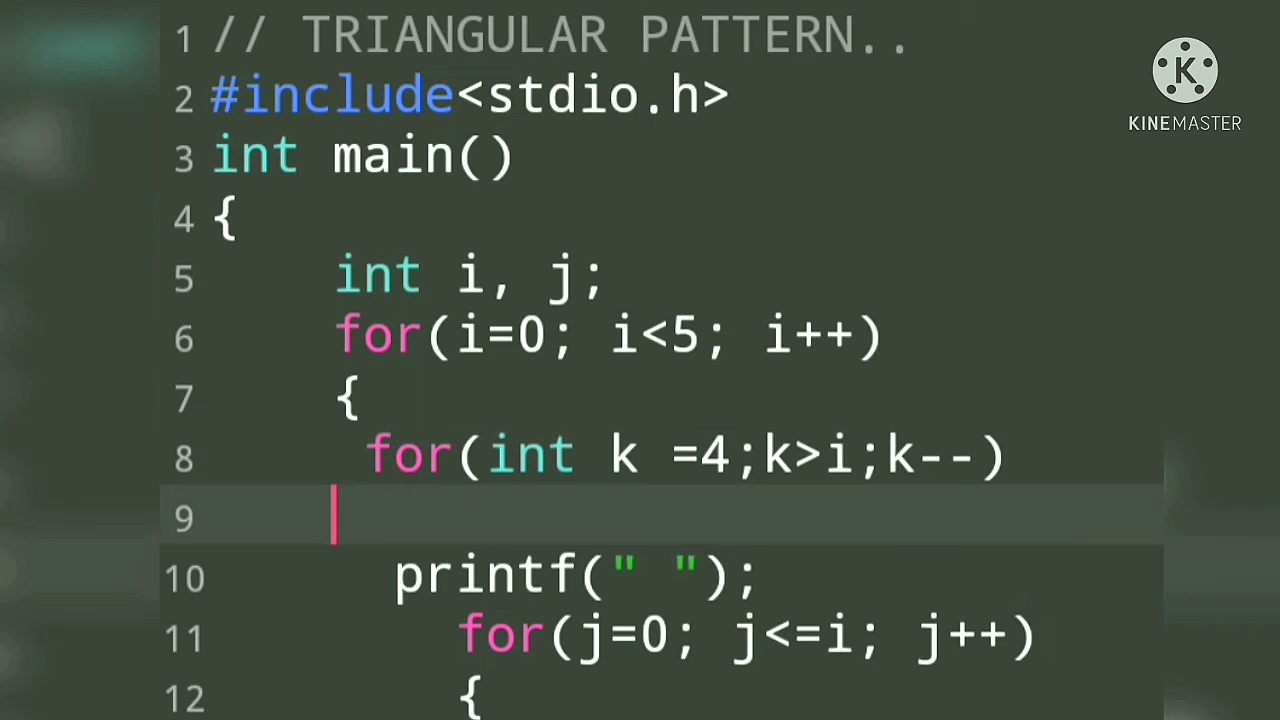 1 // TRIANGULAR PATTERN..
2 #include<stdio.h>
3 int main()
4 {
5 int i, j;
6 for(i=0; i<5; i++)
7 {
8 for(int k =4;k>i;k--)
9
10 printf(" ");
11 for(j=0; j<=i; j++)
12 {
K
KINEMASTER